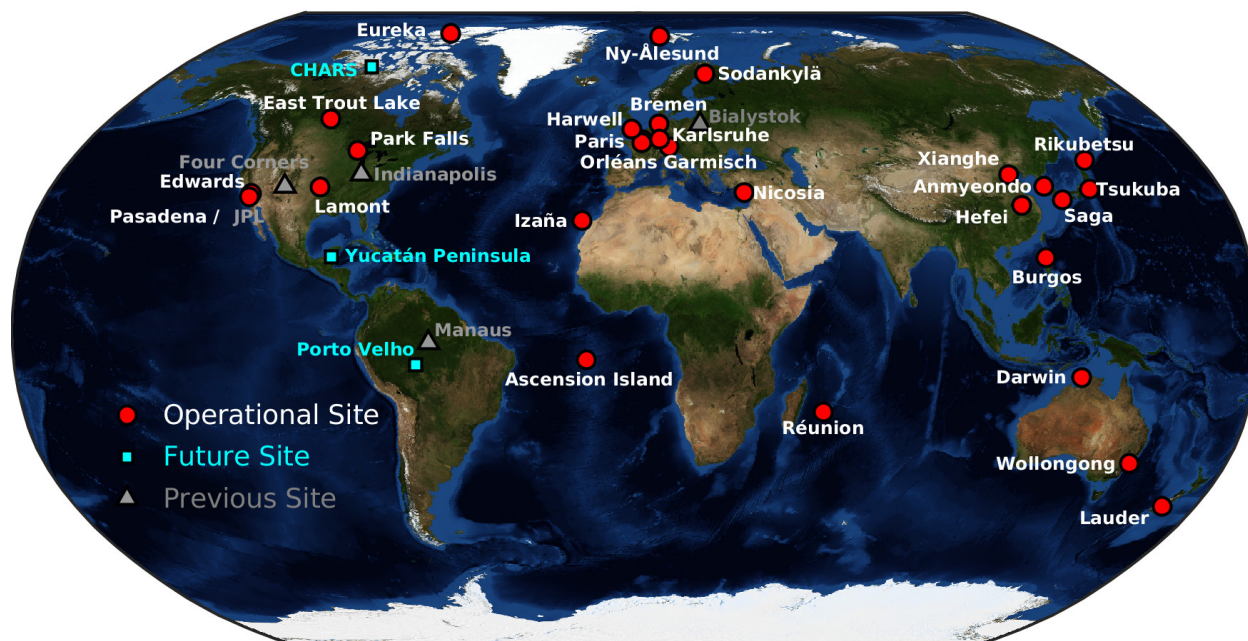 Eureka
Ny-Ålesund
CHARS
Sodankylä
East Trout Lake
Bremen
Harwell
Bialystok
Park Falls
Paris
Karlsruhe
Rikubetsu
Four Corners
Orléans Garmisch
Xianghe
Edwards
Indianapolis
Anmyeondo
Tsukuba
Lamont
Nicosia
Pasadena / JPL
Izaña
Hefei
Saga
Yucatán Peninsula
Burgos
Manaus
Porto Velho
Ascension Island
Darwin
Operational Site
Réunion
Future Site
Wollongong
Previous Site
Lauder